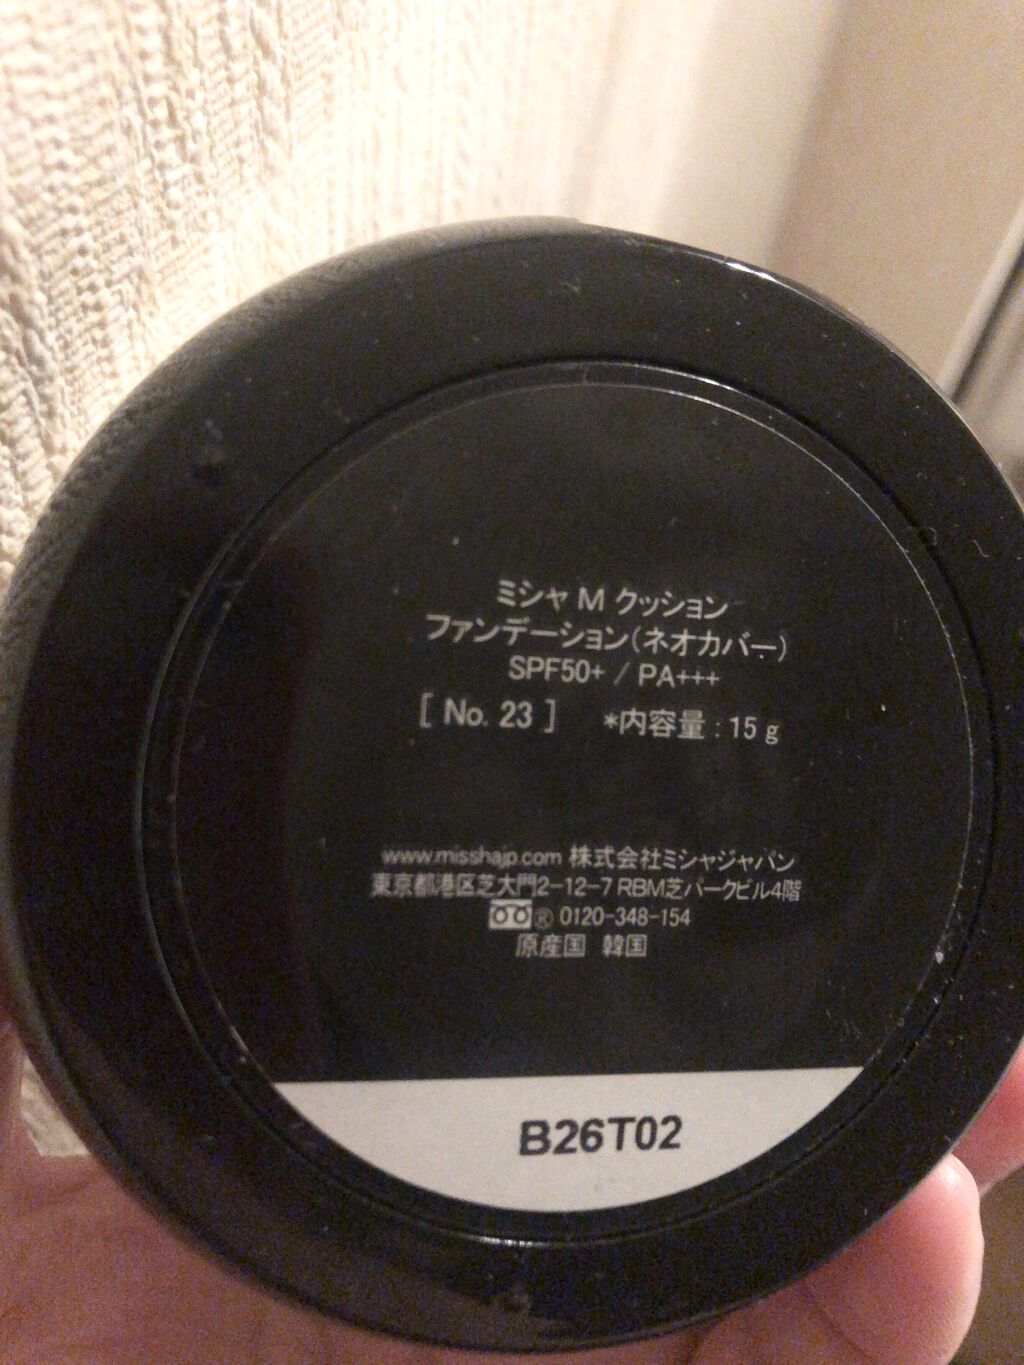 ミシャ M クッション
ファンデーション(ネオカバー)
SPF50+ / PA+++
[ No. 23 ] *内容量 : 15 g
www.misshajp.com 株式会社ミシャジャパン
東京都港区芝大門2-12-7 RBM芝パークビル4階
® 0120-348-154
原産国 韓国
B26T02